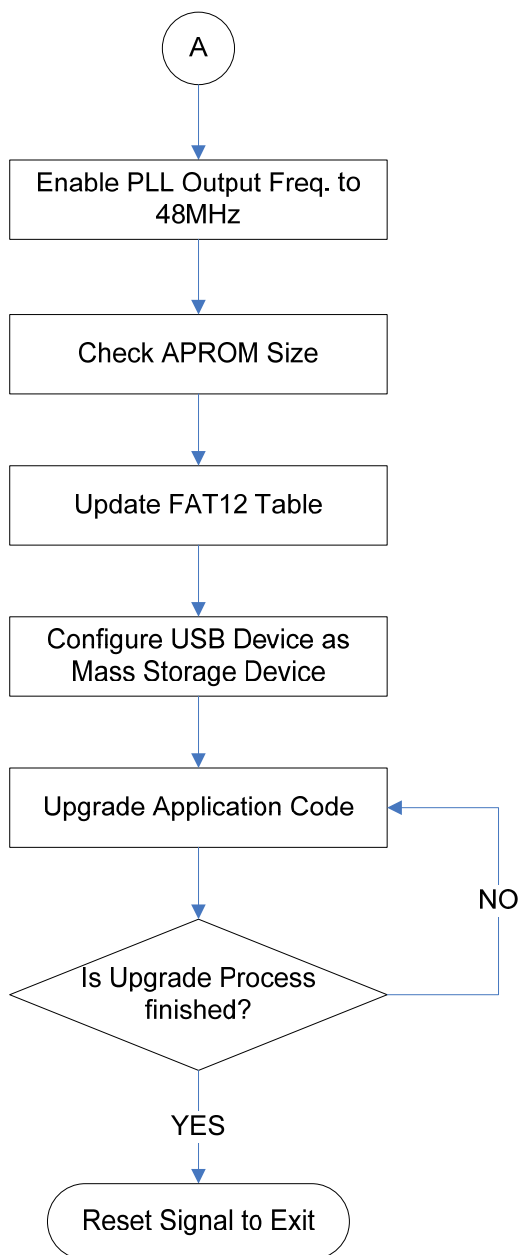 A
Enable PLL Output Freq. to
48MHz
Check APROM Size
Update FAT12 Table
Configure USB Device as
Mass Storage Device
Upgrade Application Code
NO
Is Upgrade Process
finished?
YES
Reset Signal to Exit